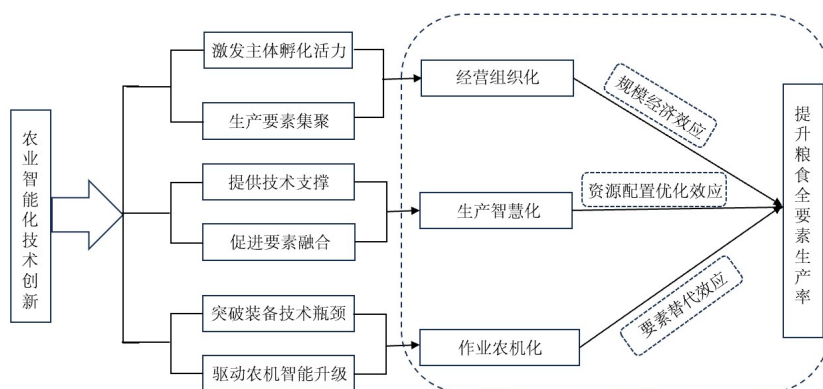 农业智能化技术创新
激发主体孵化活力
生产要素集聚
提供技术支撑
促进要素融合
突破装备技术瓶颈
驱动农机智能升级
经营组织化
生产智慧化
作业农机化
规模经济效应
资源配置优化效应
要素替代效应
提升粮食全要素生产率